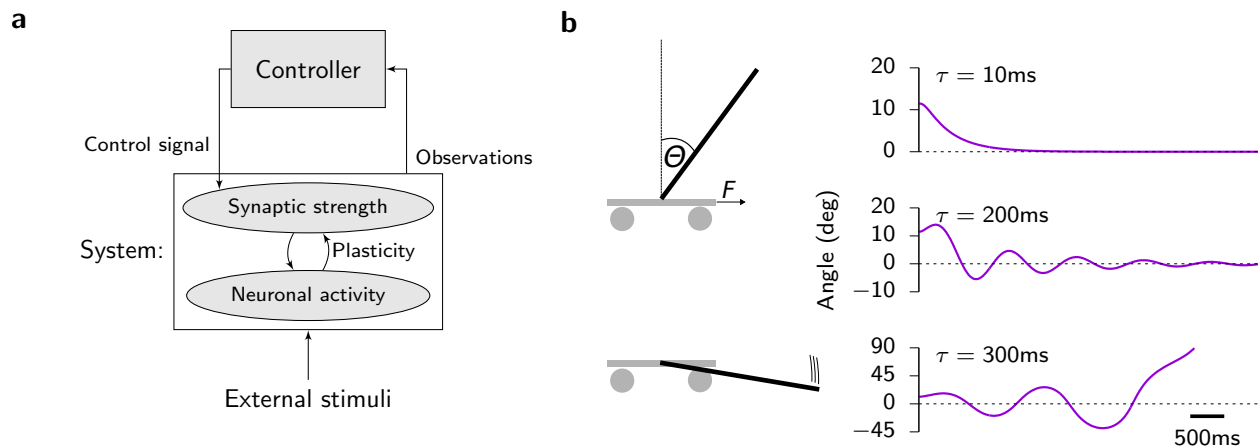 a
Controller
Control signal
Observations
System:
Synaptic strength
Plasticity
Neuronal activity
External stimuli
b
Θ
F
Angle (deg)
20
10
0
τ = 10ms
20
10
0
−10
τ = 200ms
90
45
0
−45
τ = 300ms
500ms